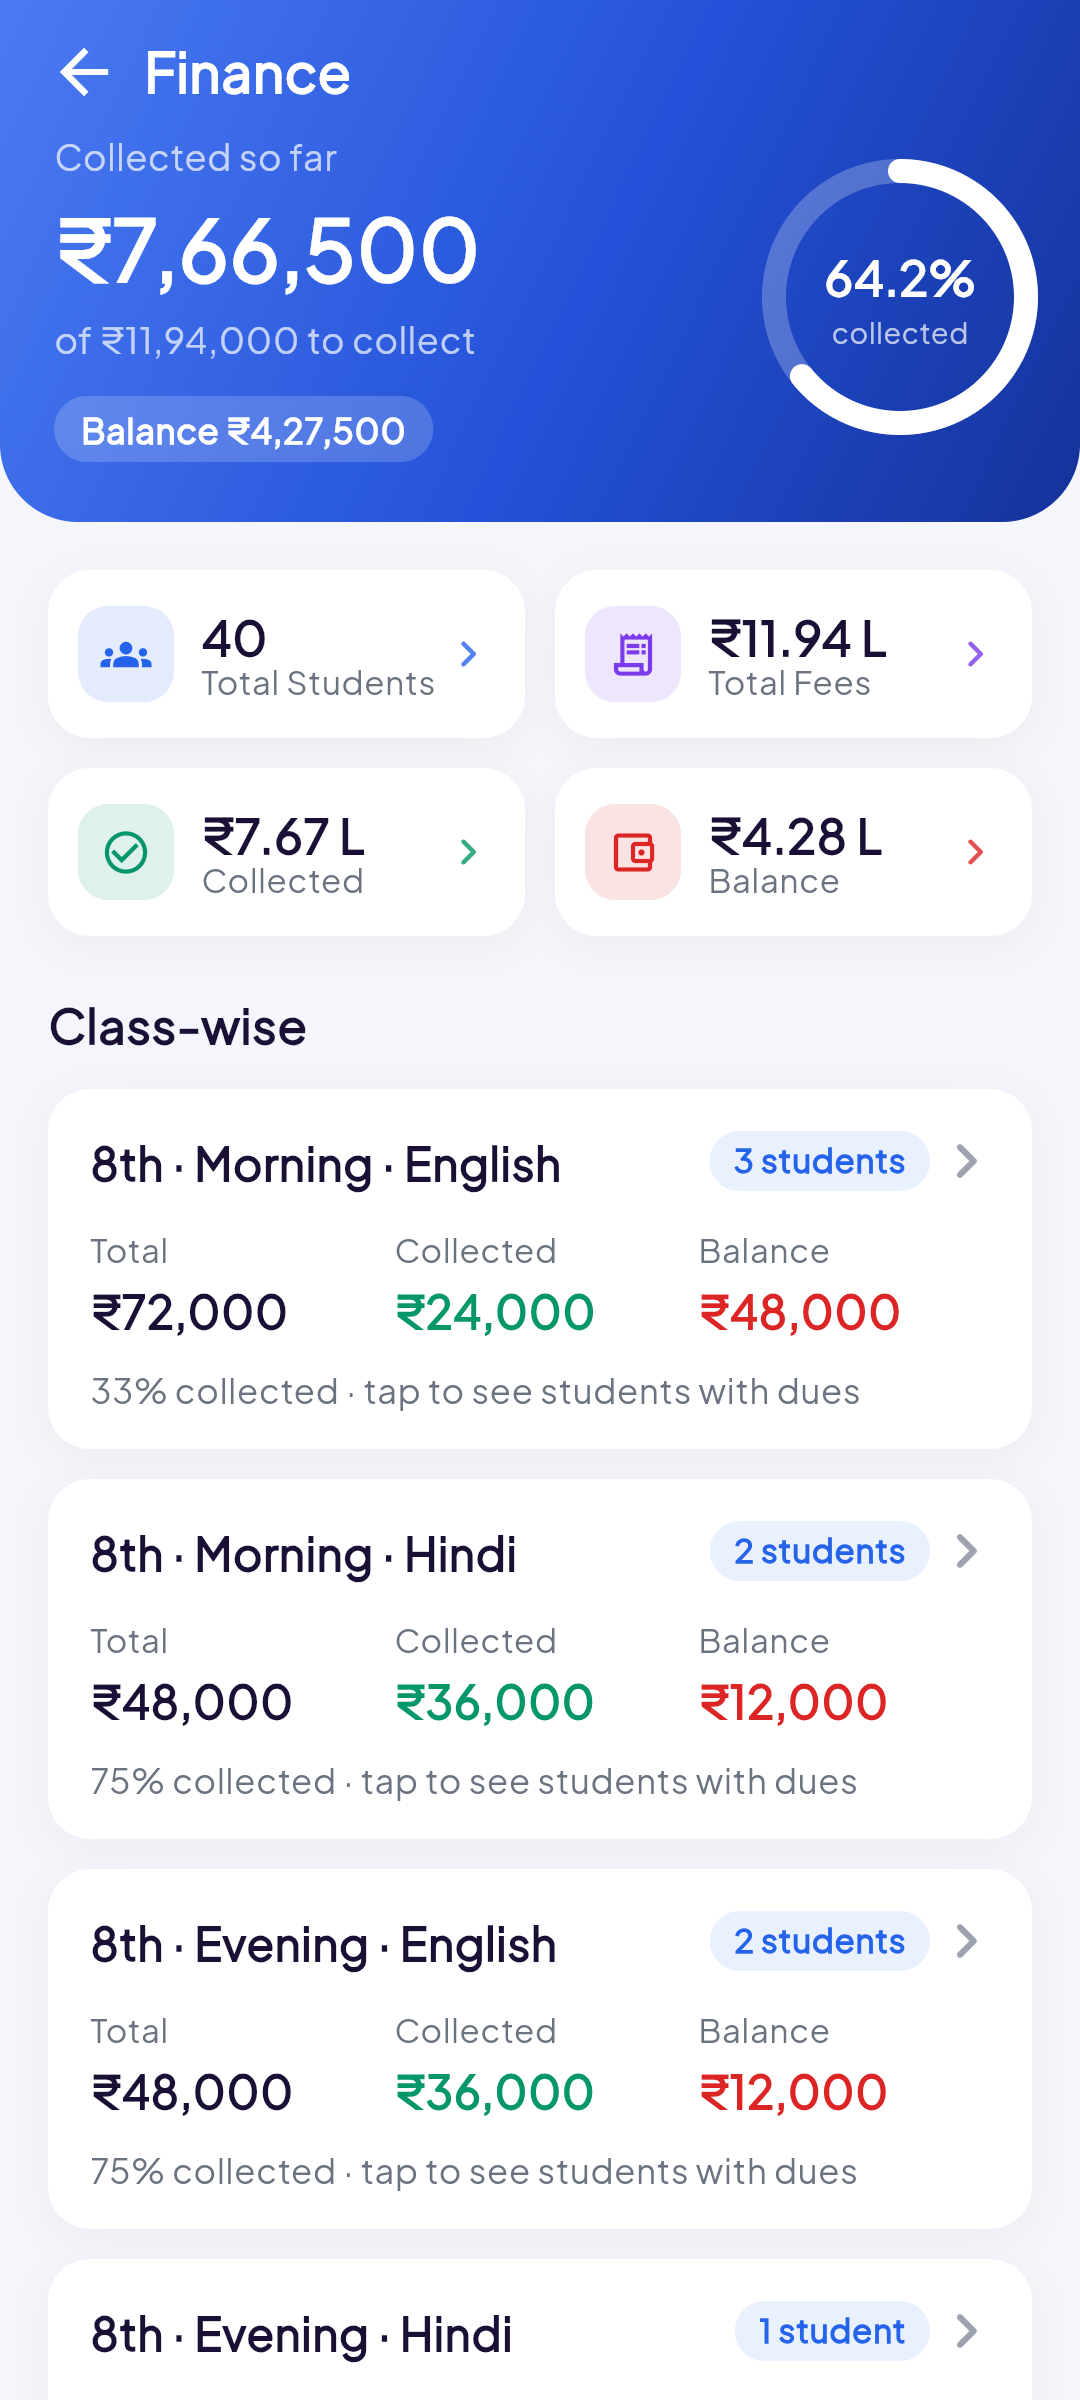 Finance
Collected so far
₹7,66,500
of ₹11,94,000 to collect
Balance ₹4,27,500
64.2%
collected
40
Total Students
₹11.94 L
Total Fees
₹7.67 L
Collected
₹4.28 L
Balance
Class-wise
8th · Morning · English
3 students
Total Collected Balance
₹72,000 ₹24,000 ₹48,000
33% collected · tap to see students with dues
8th · Morning · Hindi
2 students
Total Collected Balance
₹48,000 ₹36,000 ₹12,000
75% collected · tap to see students with dues
8th · Evening · English
2 students
Total Collected Balance
₹48,000 ₹36,000 ₹12,000
75% collected · tap to see students with dues
8th · Evening · Hindi
1 student